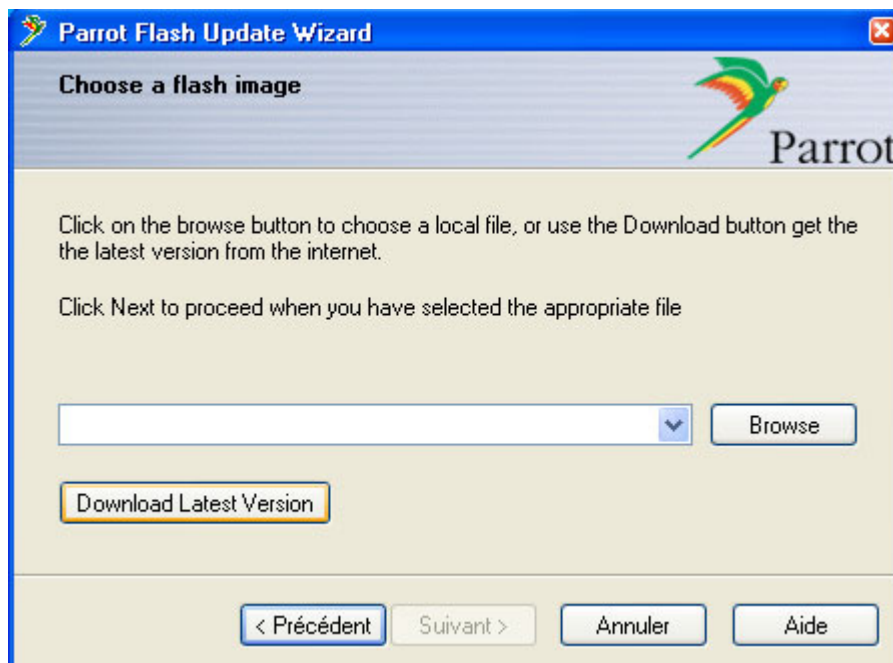 Parrot Flash Update Wizard
Choose a flash image
Parrot
Click on the browse button to choose a local file, or use the Download button get the
the latest version from the internet.
Click Next to proceed when you have selected the appropriate file
Browse
Download Latest Version
< Précédent Suivant > Annuler Aide